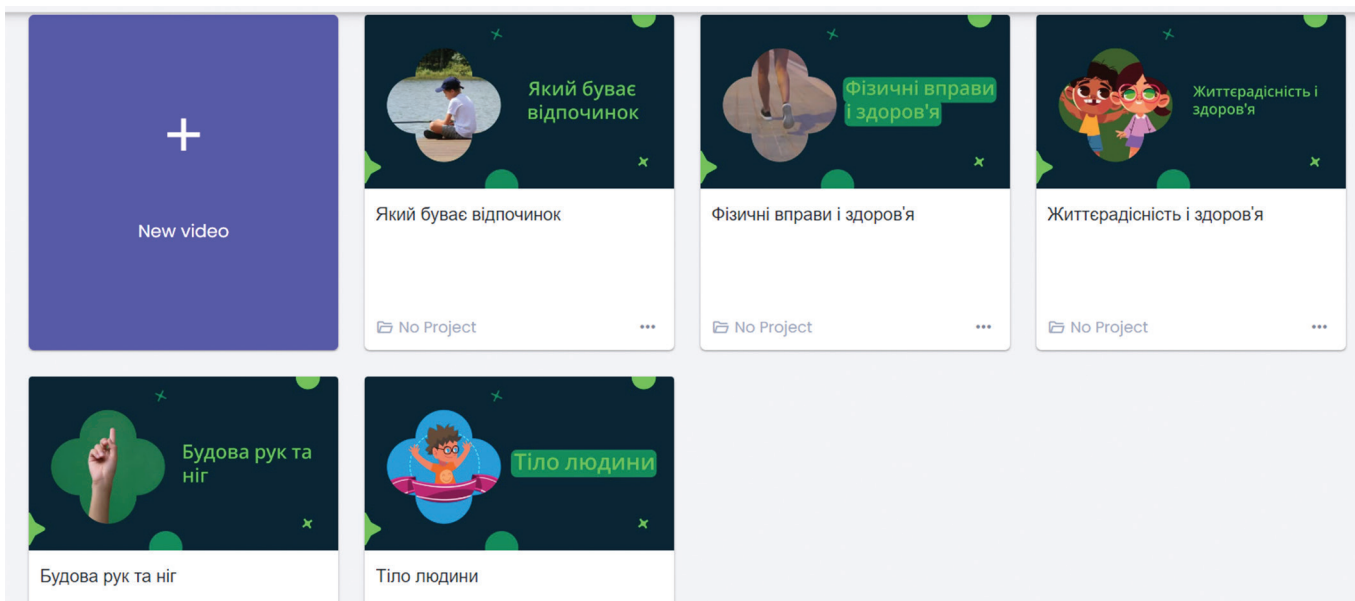 New video
Який буває
відпочинок
Який буває відпочинок
No Project
Фізичні вправи
і здоров'я
Фізичні вправи і здоров'я
No Project
Життєрадісність і
здоров'я
Життєрадісність і здоров'я
No Project
Будова рук та
ніг
Будова рук та ніг
Тіло людини
Тіло людини